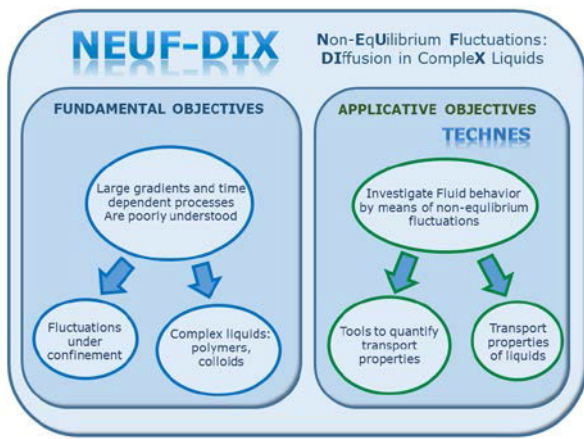 NEUF-DIX
Non-EqUilibrium Fluctuations:
DIffusion in CompleX Liquids
FUNDAMENTAL OBJECTIVES
Large gradients and time
dependent processes
Are poorly understood
Fluctuations
under
confinement
Complex liquids:
polymers,
colloids
APPLICATIVE OBJECTIVES
TECHNES
Investigate Fluid behavior
by means of non-equlibrium
fluctuations
Tools to quantify
transport
properties
Transport
properties
of liquids